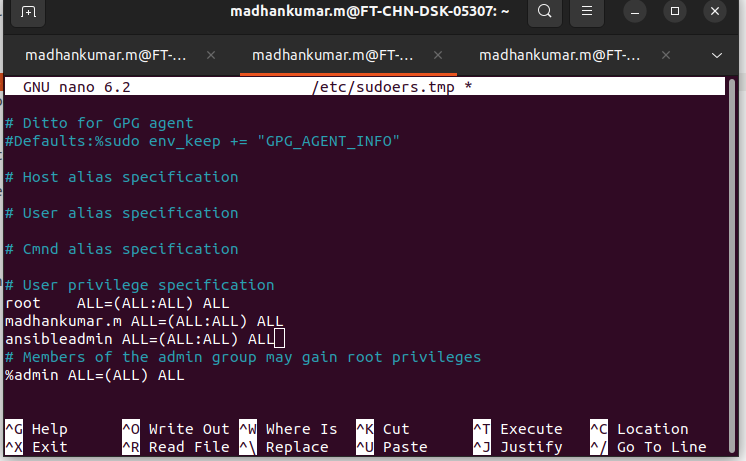 madhankumar.m@FT-CHN-DSK-05307: ~
madhankumar.m@FT-... × madhankumar.m@FT-... × madhankumar.m@FT-... ×
GNU nano 6.2 /etc/sudoers.tmp *
# Ditto for GPG agent
#Defaults:%sudo env_keep += "GPG_AGENT_INFO"
# Host alias specification
# User alias specification
# Cmnd alias specification
# User privilege specification
root    ALL=(ALL:ALL) ALL
madhankumar.m ALL=(ALL:ALL) ALL
ansibleadmin ALL=(ALL:ALL) ALL
# Members of the admin group may gain root privileges
%admin ALL=(ALL) ALL
^G Help ^O Write Out ^W Where Is ^K Cut ^T Execute ^C Location
^X Exit ^R Read File ^\ Replace ^U Paste ^J Justify ^/ Go To Line